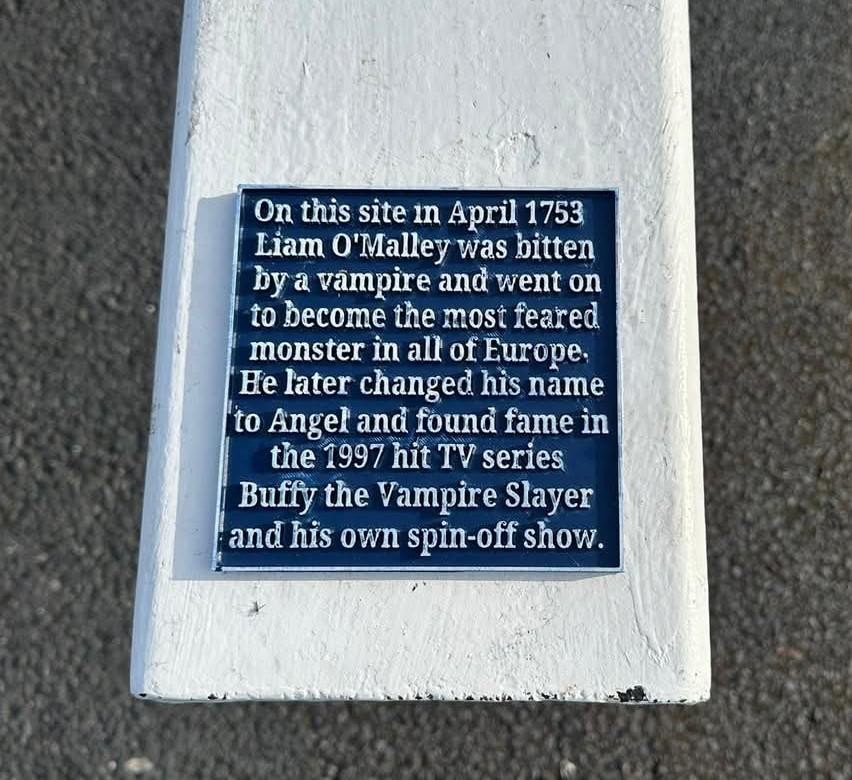 On this site in April 1753
Liam O'Malley was bitten
by a vampire and went on
to become the most feared
monster in all of Europe.
He later changed his name
to Angel and found fame in
the 1997 hit TV series
Buffy the Vampire Slayer
and his own spin-off show.